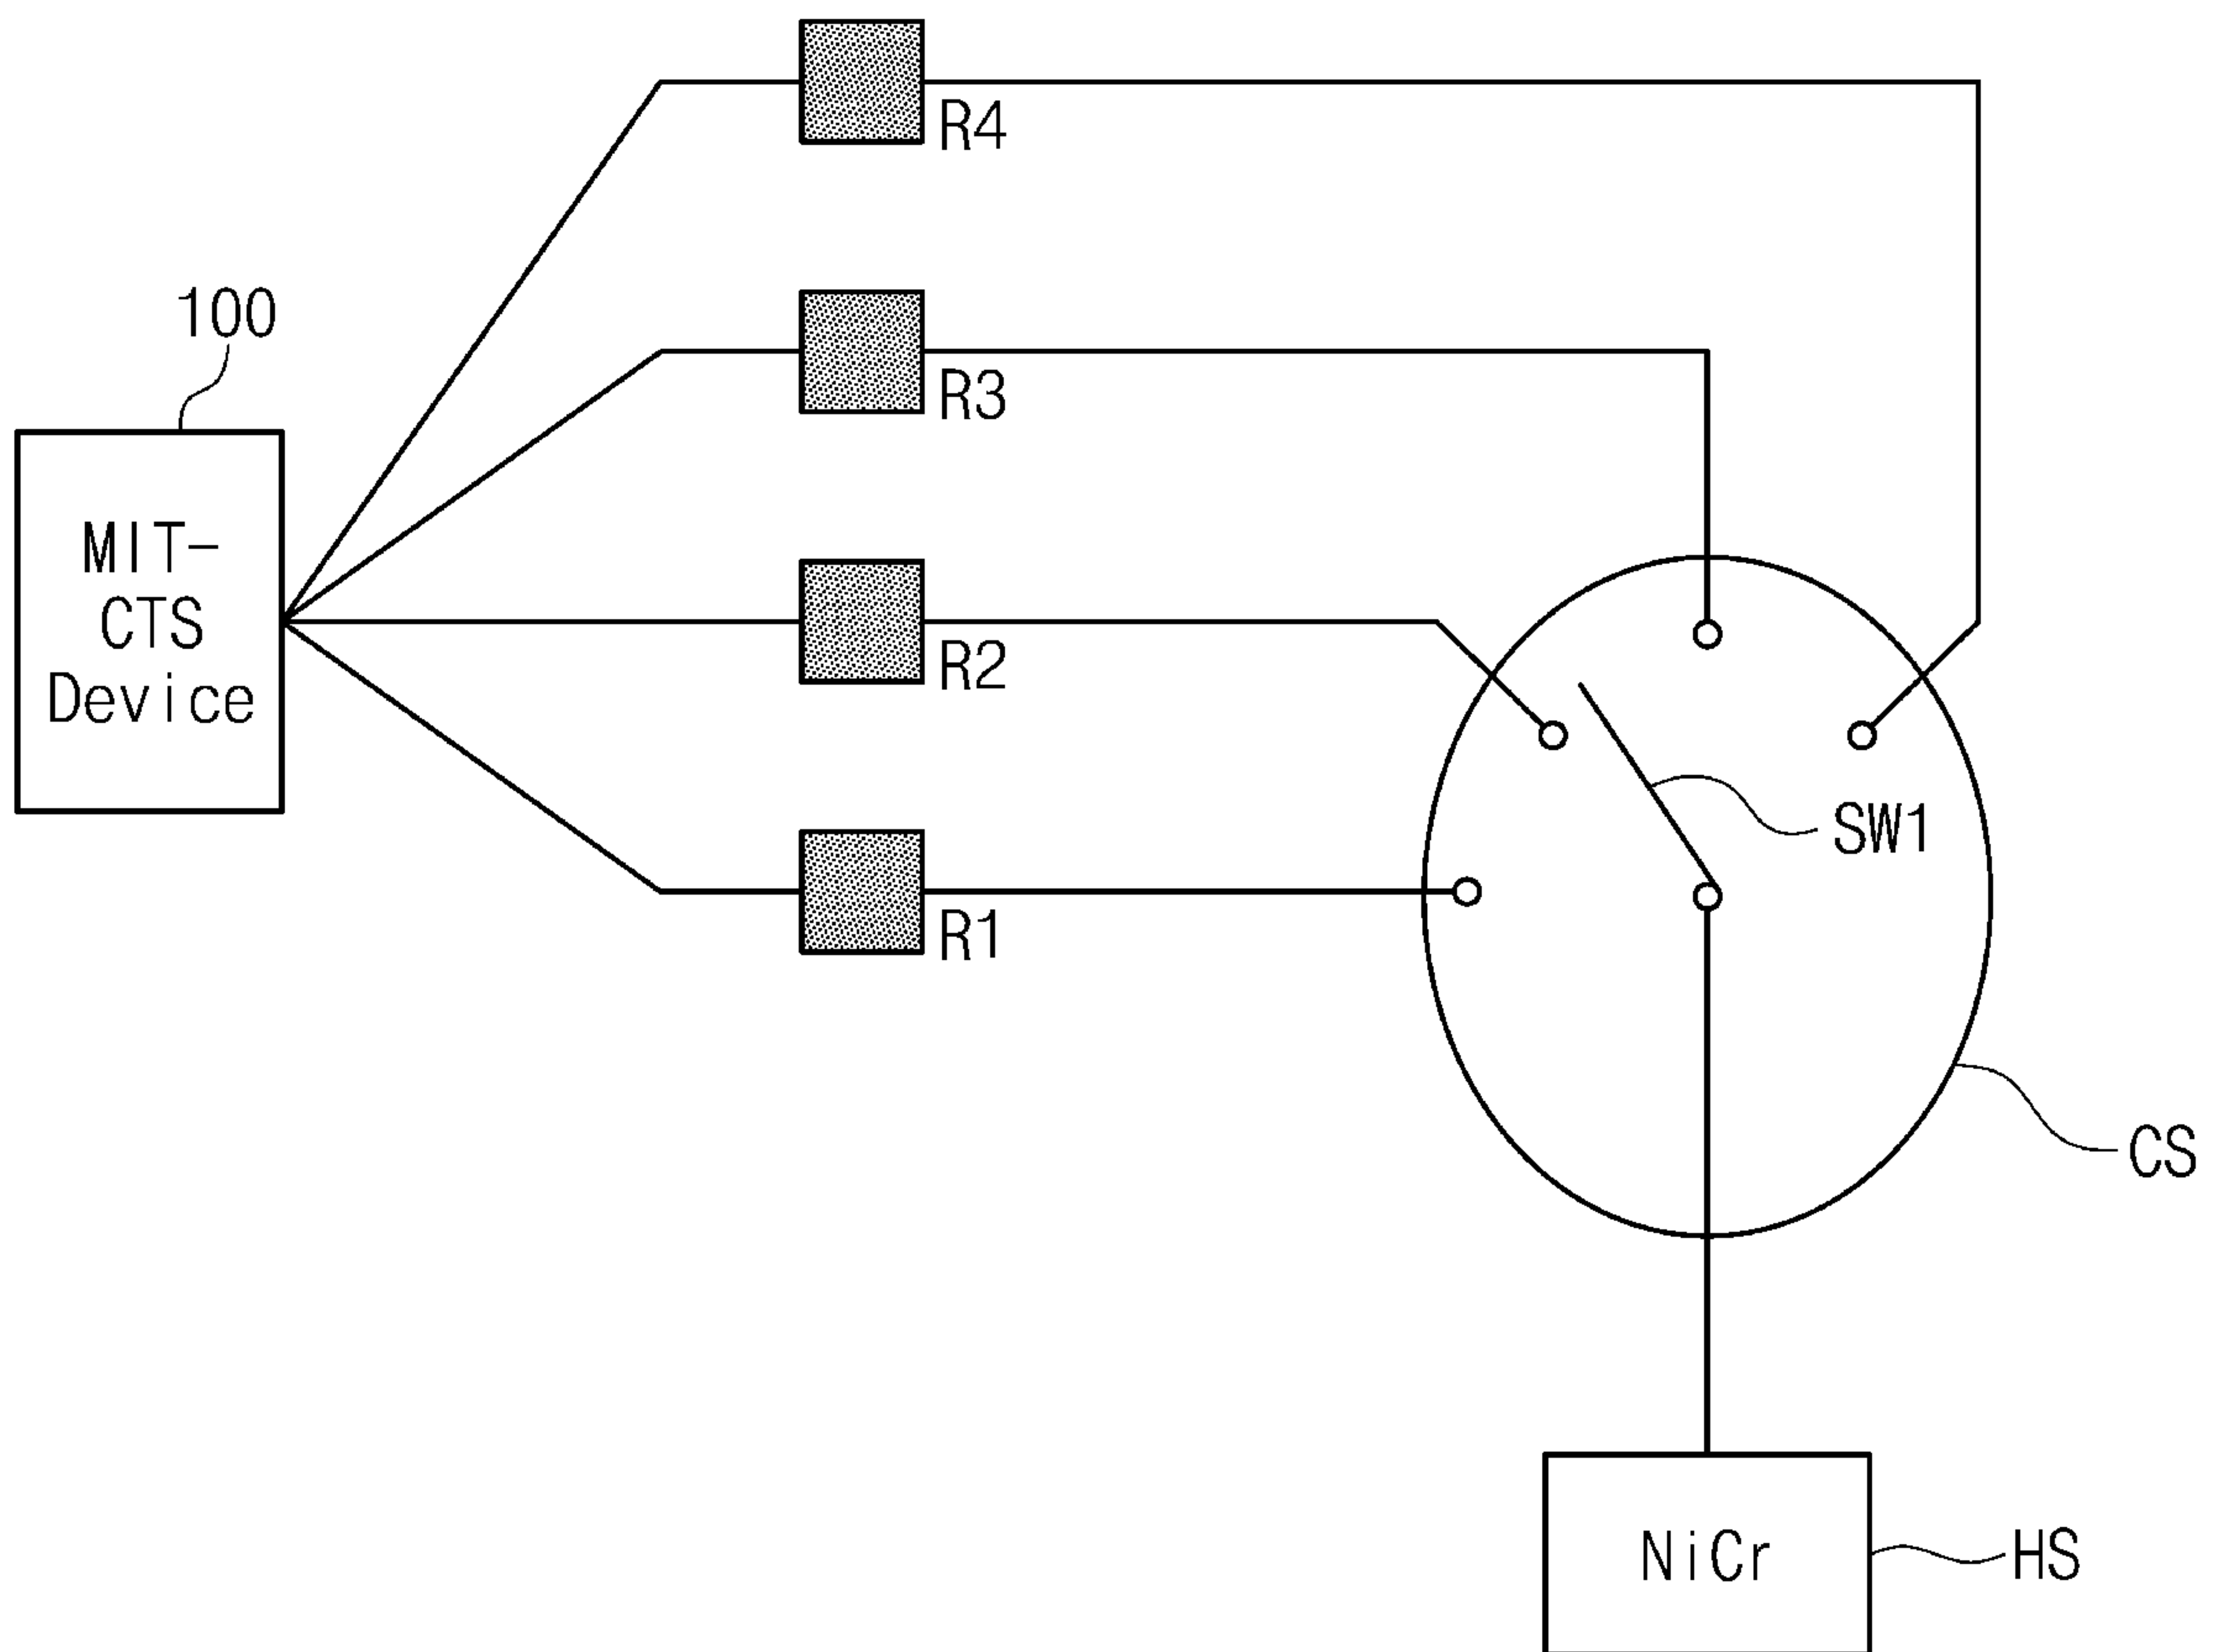 R4
100
R3
MIT-
CTS
Device
R2
SW1
R1
CS
NiCr
HS